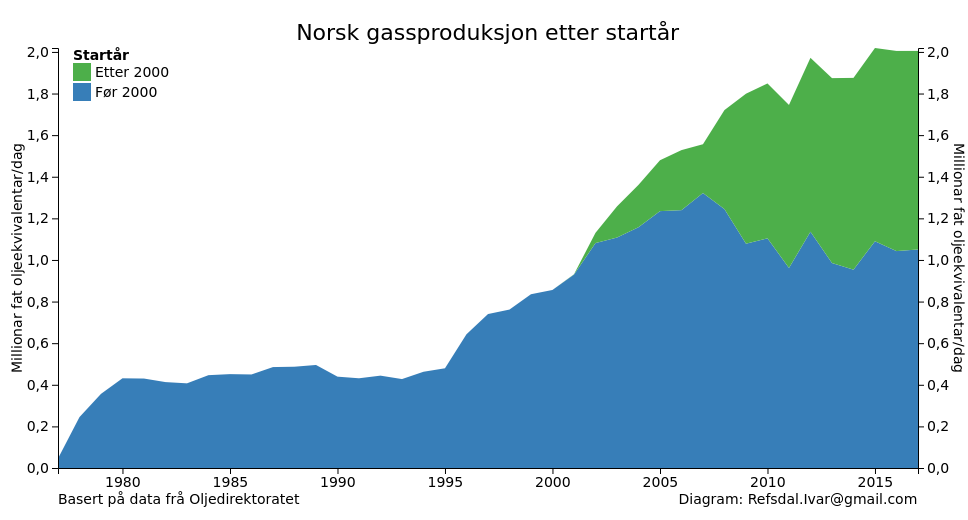 Norsk gassproduksjon etter startår
Startår
Etter 2000
Før 2000
Millionar fat oljeekvivalentar/dag
2,0
1,8
1,6
1,4
1,2
1,0
0,8
0,6
0,4
0,2
0,0
2,0
1,8
1,6
1,4
1,2
1,0
0,8
0,6
0,4
0,2
0,0
Millionar fat oljeekvivalentar/dag
1980 1985 1990 1995 2000 2005 2010 2015
Basert på data frå Oljedirektoratet
Diagram: Refsdal.Ivar@gmail.com